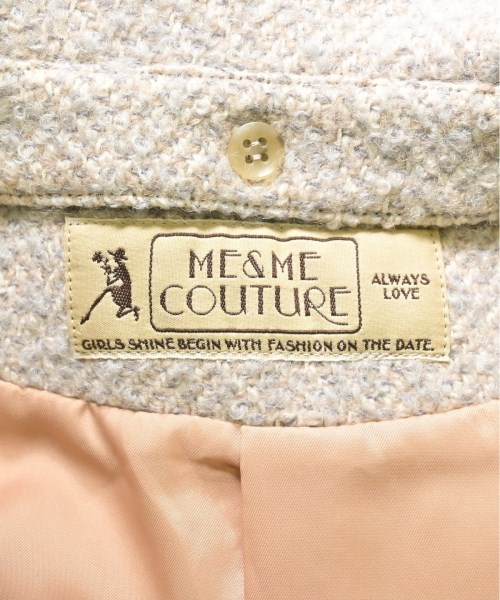 ME&ME
COUTURE
ALWAYS
LOVE
GIRLS SHINE BEGIN WITH FASHION ON THE DATE.